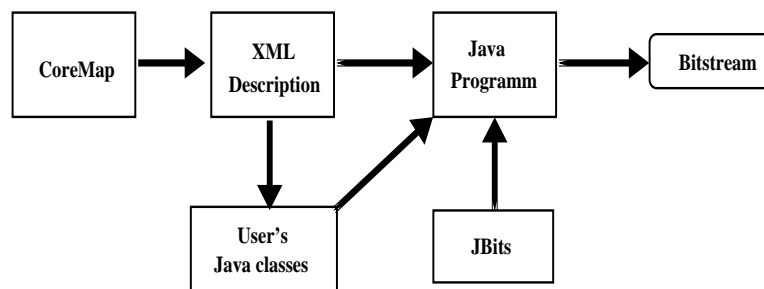 CoreMap
XML
Description
Java
Programm
Bitstream
User's
Java classes
JBits